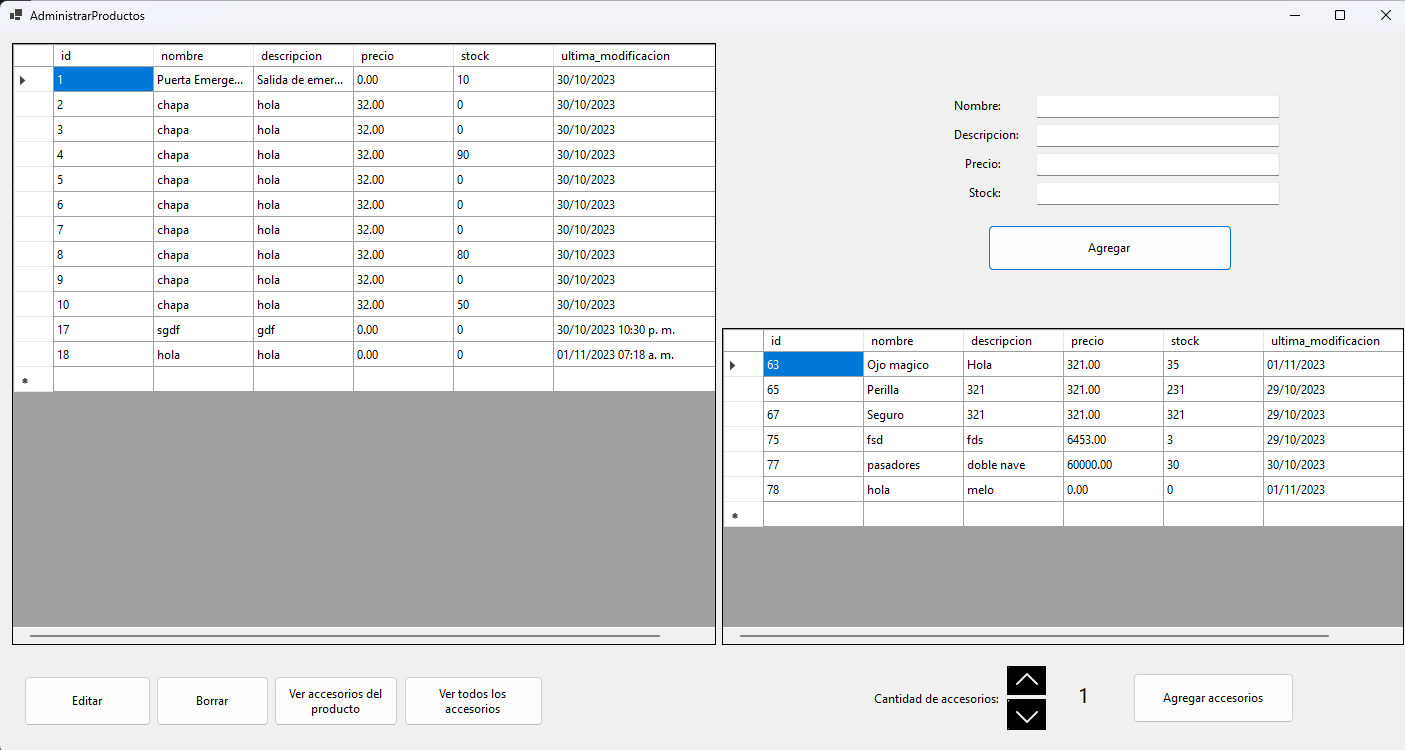 AdministrarProductos
id nombre descripcion precio stock ultima_modificacion
1 Puerta Emerge... Salida de emer... 0.00 10 30/10/2023
2 chapa hola 32.00 0 30/10/2023
3 chapa hola 32.00 0 30/10/2023
4 chapa hola 32.00 90 30/10/2023
5 chapa hola 32.00 0 30/10/2023
6 chapa hola 32.00 0 30/10/2023
7 chapa hola 32.00 0 30/10/2023
8 chapa hola 32.00 80 30/10/2023
9 chapa hola 32.00 0 30/10/2023
10 chapa hola 32.00 50 30/10/2023
17 sgdf gdf 0.00 0 30/10/2023 10:30 p. m.
18 hola hola 0.00 0 01/11/2023 07:18 a. m.
Nombre:
Descripcion:
Precio:
Stock:
Agregar
id nombre descripcion precio stock ultima_modificacion
63 Ojo magico Hola 321.00 35 01/11/2023
65 Perilla 321 321.00 231 29/10/2023
67 Seguro 321 321.00 321 29/10/2023
75 fsd fds 6453.00 3 29/10/2023
77 pasadores doble nave 60000.00 30 30/10/2023
78 hola melo 0.00 0 01/11/2023
Editar
Borrar
Ver accesorios del
producto
Ver todos los
accesorios
Cantidad de accesorios:
1
Agregar accesorios